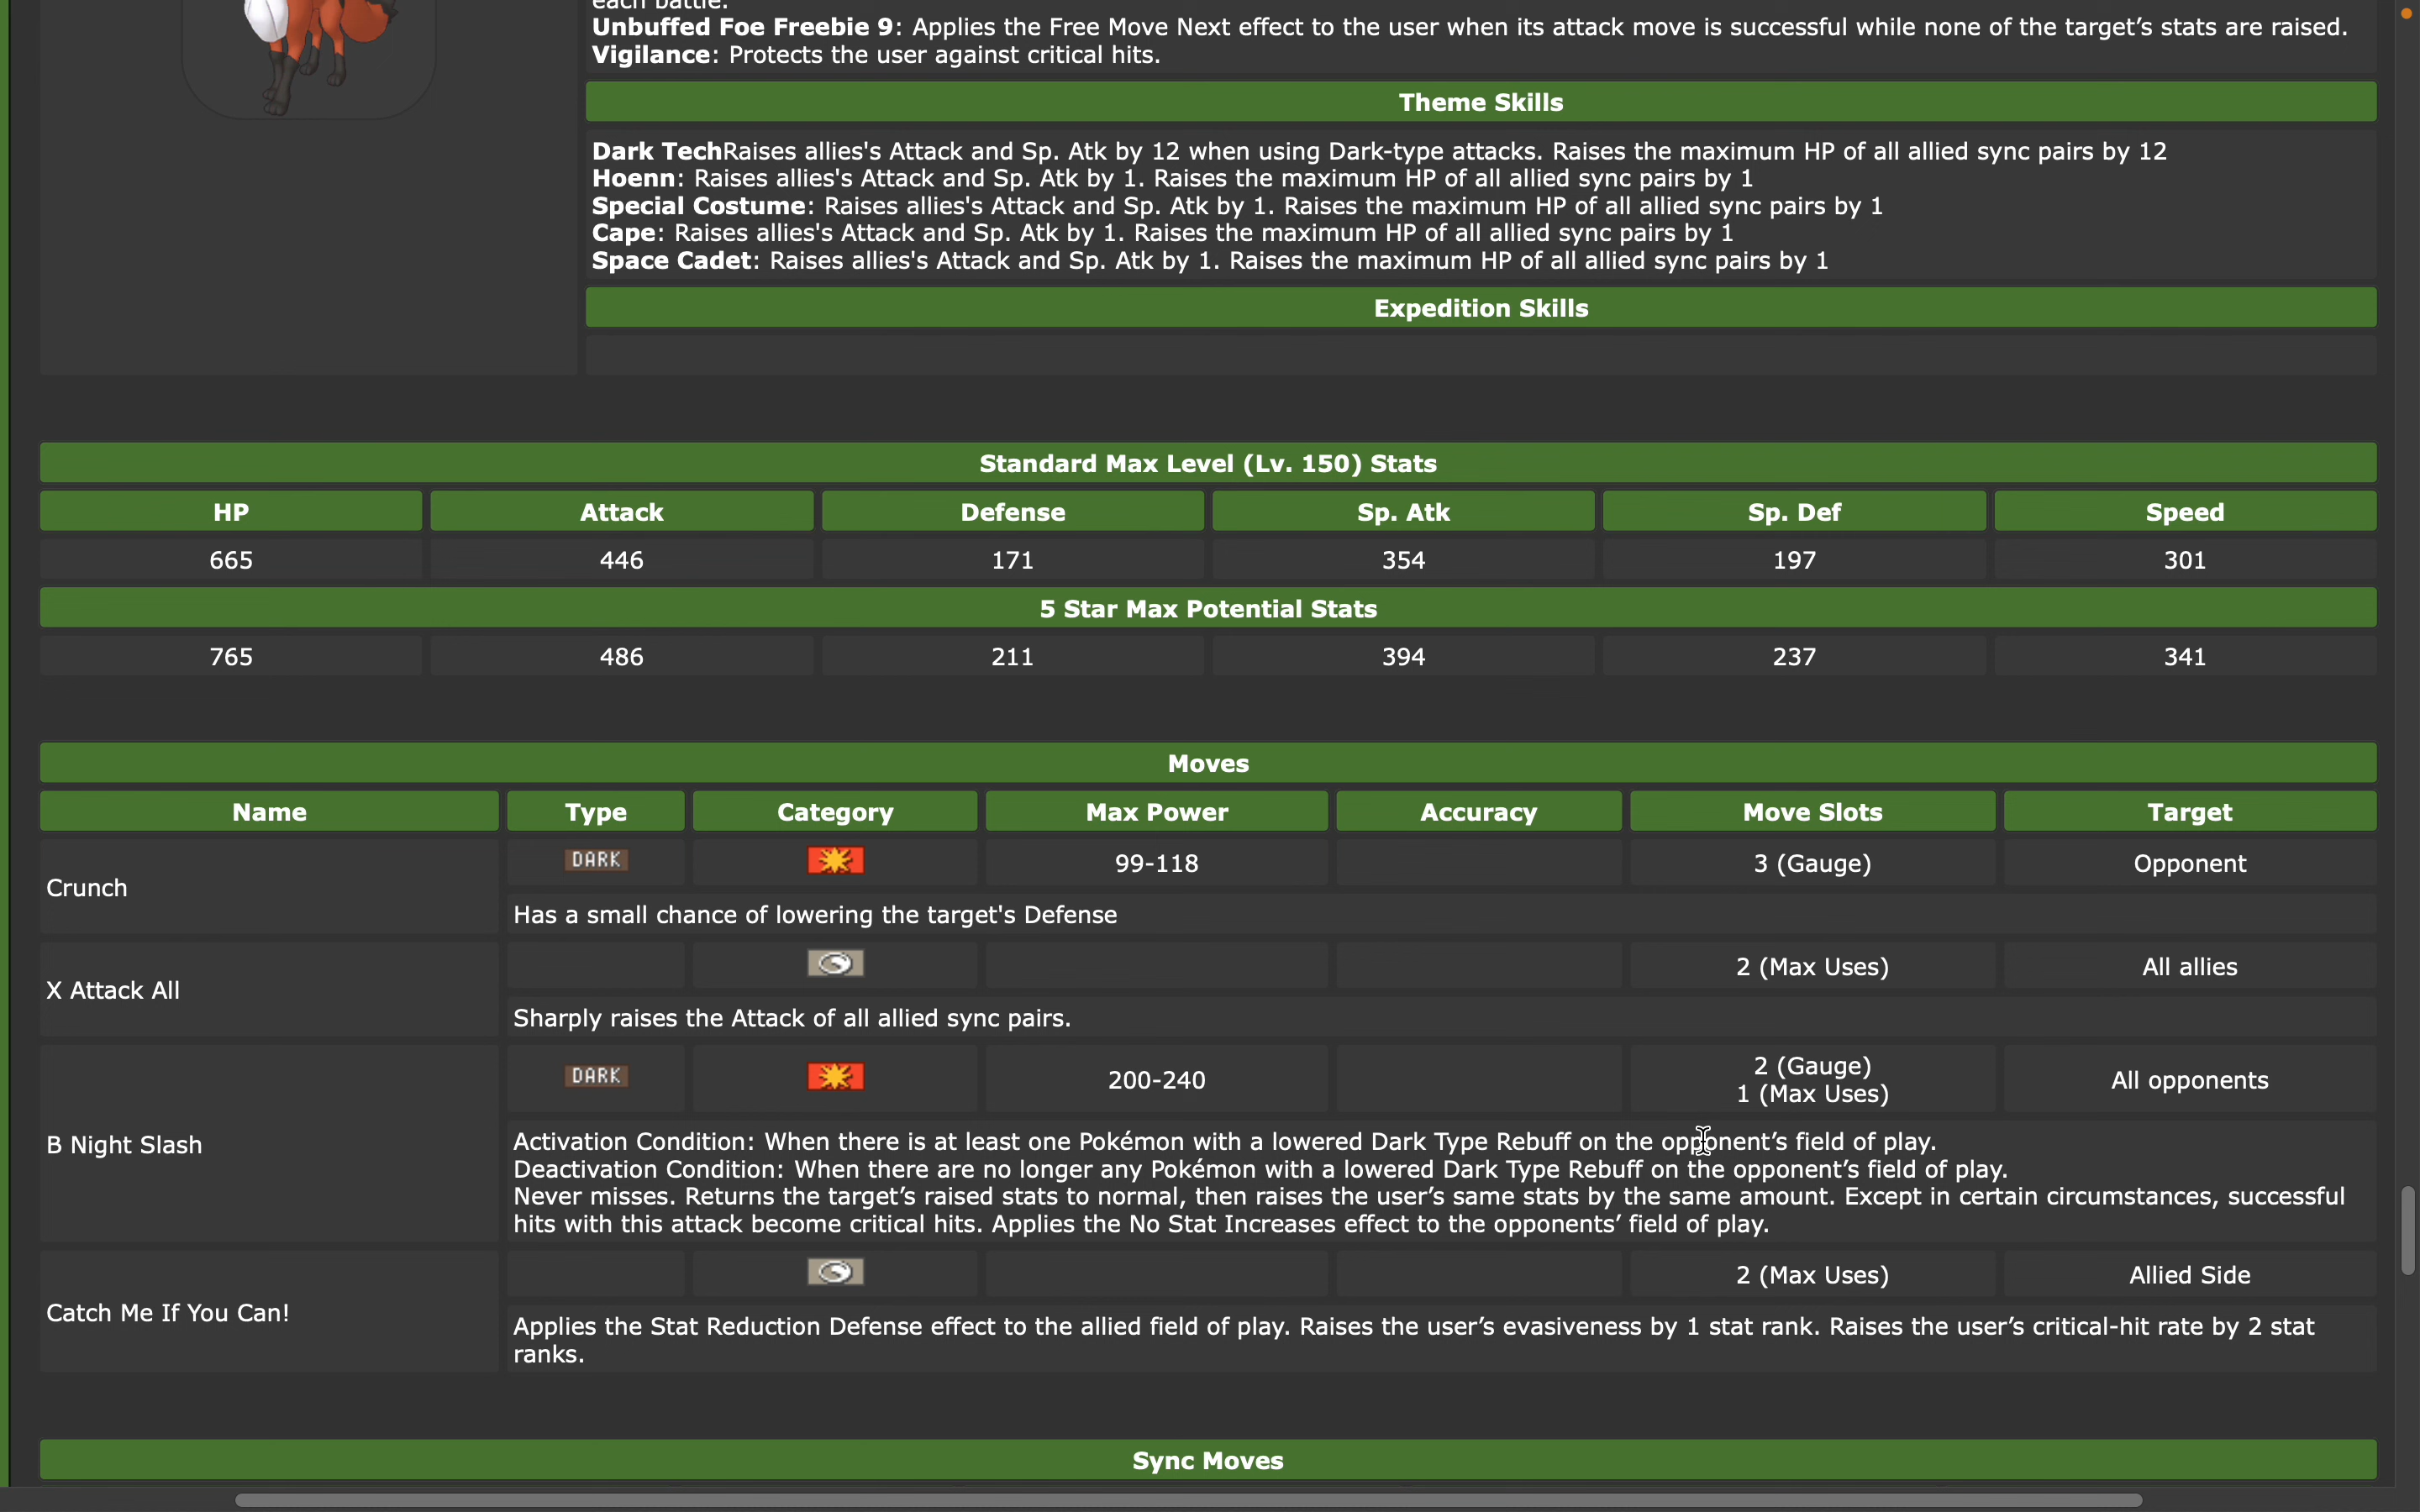 each battle.
Unbuffed Foe Freebie 9: Applies the Free Move Next effect to the user when its attack move is successful while none of the target’s stats are raised.
Vigilance: Protects the user against critical hits.
Theme Skills
Dark TechRaises allies's Attack and Sp. Atk by 12 when using Dark-type attacks. Raises the maximum HP of all allied sync pairs by 12
Hoenn: Raises allies's Attack and Sp. Atk by 1. Raises the maximum HP of all allied sync pairs by 1
Special Costume: Raises allies's Attack and Sp. Atk by 1. Raises the maximum HP of all allied sync pairs by 1
Cape: Raises allies's Attack and Sp. Atk by 1. Raises the maximum HP of all allied sync pairs by 1
Space Cadet: Raises allies's Attack and Sp. Atk by 1. Raises the maximum HP of all allied sync pairs by 1
Expedition Skills
Standard Max Level (Lv. 150) Stats
HP Attack Defense Sp. Atk Sp. Def Speed
665 446 171 354 197 301
5 Star Max Potential Stats
765 486 211 394 237 341
Moves
Name Type Category Max Power Accuracy Move Slots Target
Crunch DARK 99-118 3 (Gauge) Opponent
Has a small chance of lowering the target's Defense
X Attack All 2 (Max Uses) All allies
Sharply raises the Attack of all allied sync pairs.
B Night Slash DARK 200-240 2 (Gauge)
1 (Max Uses) All opponents
Activation Condition: When there is at least one Pokémon with a lowered Dark Type Rebuff on the opponent’s field of play.
Deactivation Condition: When there are no longer any Pokémon with a lowered Dark Type Rebuff on the opponent’s field of play.
Never misses. Returns the target’s raised stats to normal, then raises the user’s same stats by the same amount. Except in certain circumstances, successful
hits with this attack become critical hits. Applies the No Stat Increases effect to the opponents’ field of play.
Catch Me If You Can! 2 (Max Uses) Allied Side
Applies the Stat Reduction Defense effect to the allied field of play. Raises the user’s evasiveness by 1 stat rank. Raises the user’s critical-hit rate by 2 stat
ranks.
Sync Moves